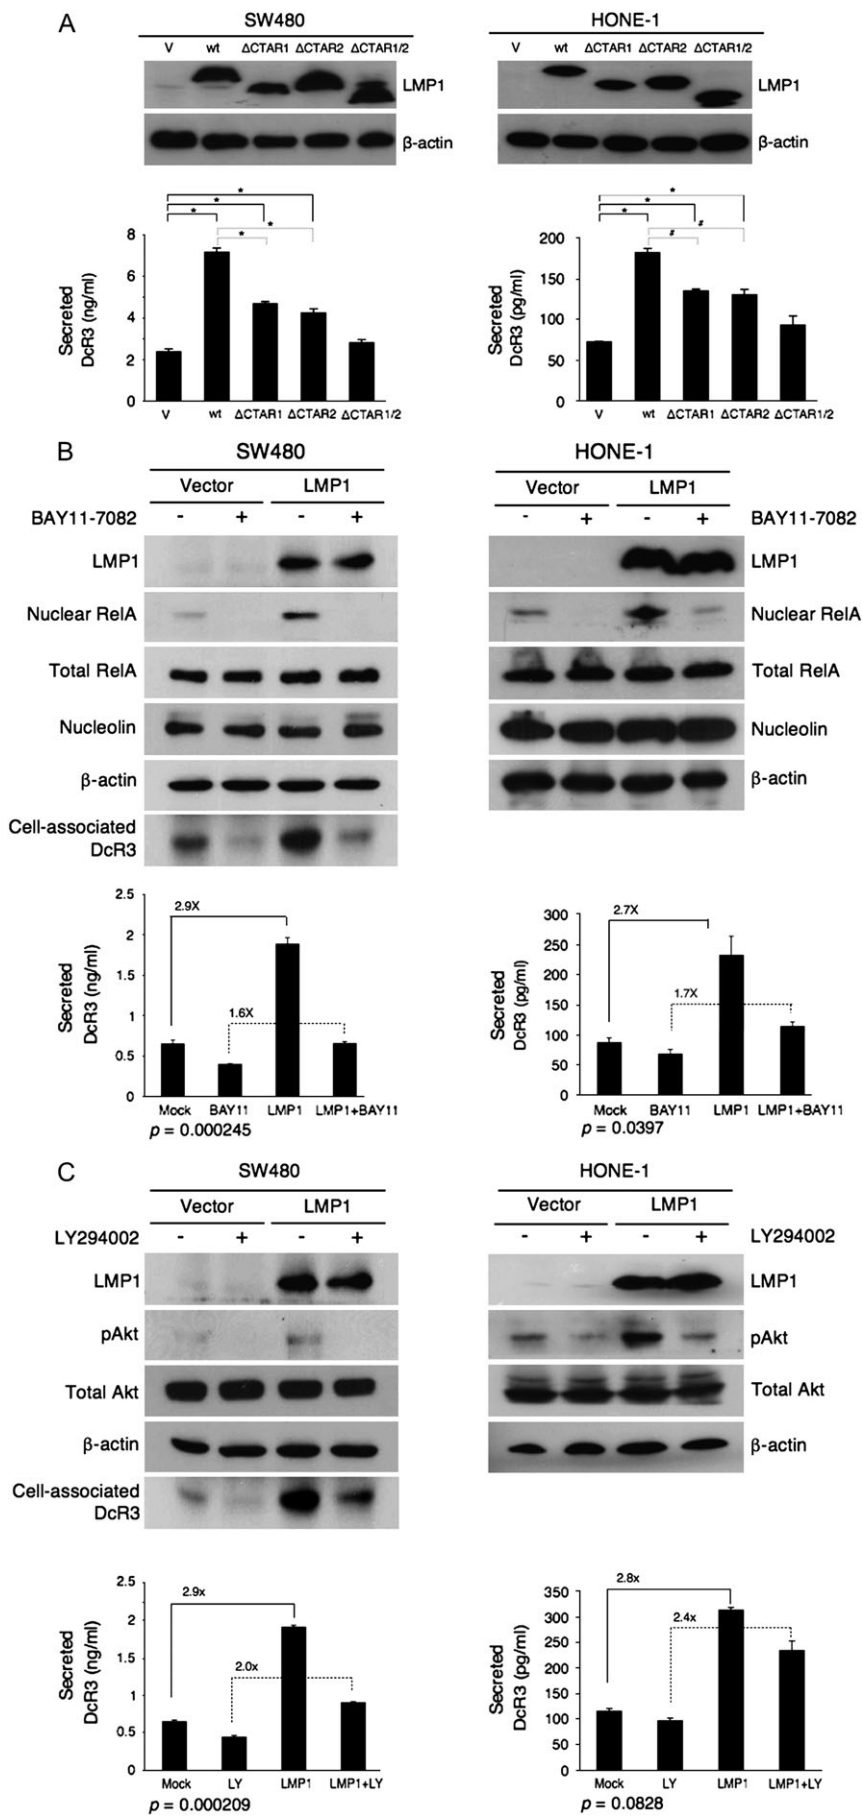 A
SW480
V wt ΔCTAR1 ΔCTAR2 ΔCTAR1/2
LMP1
β-actin
* * * * *
Secreted
DcR3 (ng/ml)
8
6
4
2
0
V wt ΔCTAR1 ΔCTAR2 ΔCTAR1/2
HONE-1
V wt ΔCTAR1 ΔCTAR2 ΔCTAR1/2
LMP1
β-actin
* * * # #
Secreted
DcR3 (pg/ml)
200
150
100
50
0
V wt ΔCTAR1 ΔCTAR2 ΔCTAR1/2
B
SW480
Vector LMP1
BAY11-7082 - + - +
LMP1
Nuclear RelA
Total RelA
Nucleolin
β-actin
Cell-associated
DcR3
HONE-1
Vector LMP1
- + - + BAY11-7082
LMP1
Nuclear RelA
Total RelA
Nucleolin
β-actin
Secreted
DcR3 (ng/ml)
2.5
2
1.5
1
0.5
0
2.9X
1.6X
Mock BAY11 LMP1 LMP1+BAY11
p = 0.000245
Secreted
DcR3 (pg/ml)
300
250
200
150
100
50
0
2.7X
1.7X
Mock BAY11 LMP1 LMP1+BAY11
p = 0.0397
C
SW480
Vector LMP1
LY294002 - + - +
LMP1
pAkt
Total Akt
β-actin
Cell-associated
DcR3
HONE-1
Vector LMP1
- + - + LY294002
LMP1
pAkt
Total Akt
β-actin
Secreted
DcR3 (ng/ml)
2.5
2
1.5
1
0.5
0
2.9x
2.0x
Mock LY LMP1 LMP1+LY
p = 0.000209
Secreted
DcR3 (pg/ml)
350
300
250
200
150
100
50
0
2.8x
2.4x
Mock LY LMP1 LMP1+LY
p = 0.0828